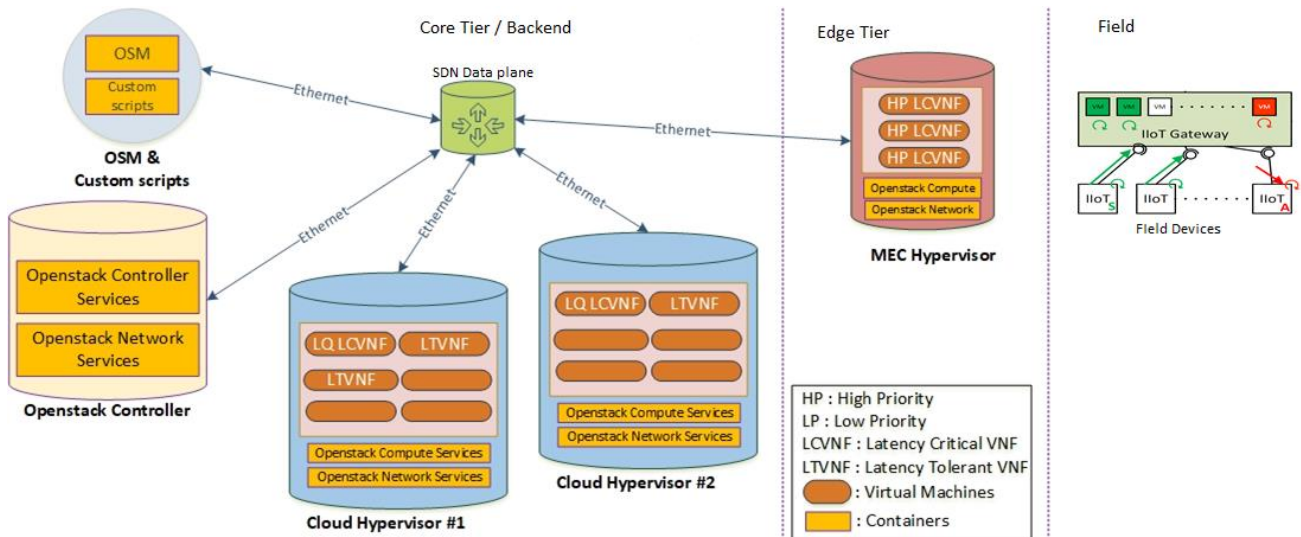 Core Tier / Backend
Edge Tier
Field
OSM
Custom
scripts
OSM &
Custom scripts
Ethernet
SDN Data plane
Ethernet
Ethernet
Ethernet
Ethernet
HP LCVNF
HP LCVNF
HP LCVNF
Openstack Compute
Openstack Network
MEC Hypervisor
VM
VM
VM
VM
IIoT Gateway
IIoT
S
IIoT
IIoT
A
FIeld Devices
Openstack Controller
Services
Openstack Network
Services
Openstack Controller
LQ LCVNF
LTVNF
LTVNF
Openstack Compute Services
Openstack Network Services
Cloud Hypervisor #1
LQ LCVNF
LTVNF
Openstack Compute Services
Openstack Network Services
Cloud Hypervisor #2
HP : High Priority
LP : Low Priority
LCVNF : Latency Critical VNF
LTVNF : Latency Tolerant VNF
: Virtual Machines
: Containers